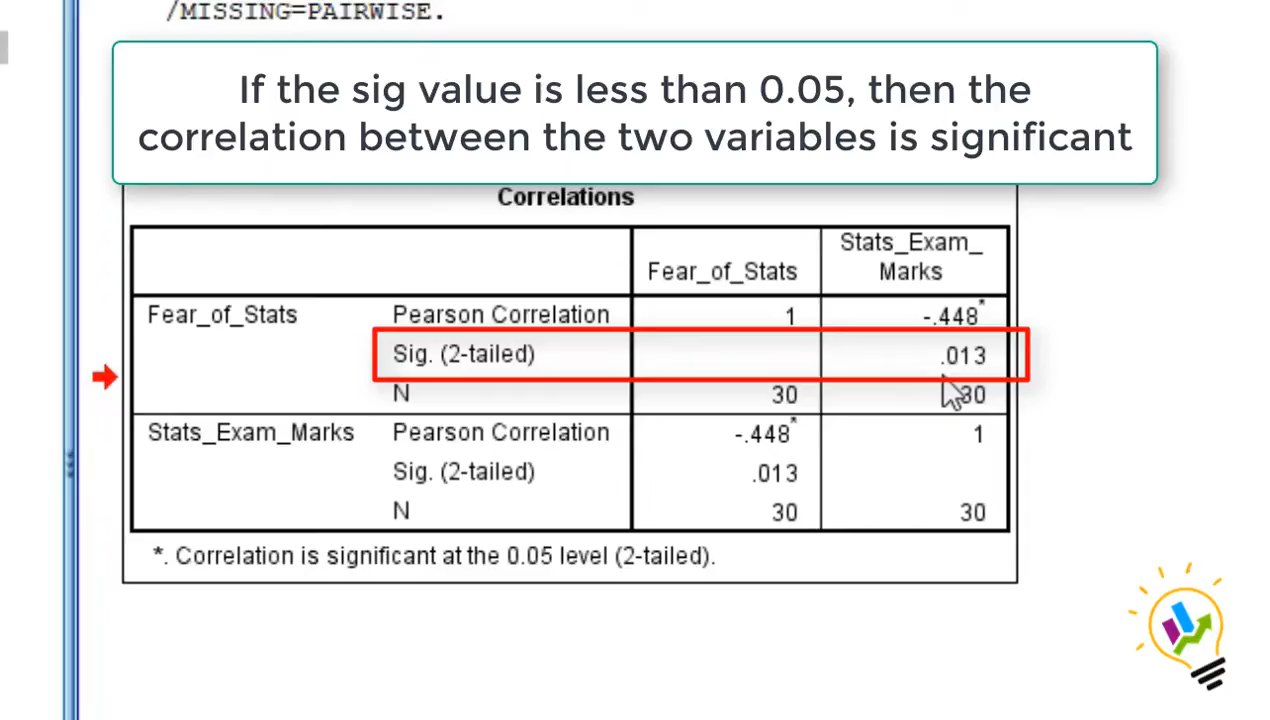 /MISSING=PAIRWISE.
If the sig value is less than 0.05, then the
correlation between the two variables is significant
Correlations
Fear_of_Stats Stats_Exam_
Marks
Fear_of_Stats Pearson Correlation 1 -.448*
Sig. (2-tailed) .013
N 30 30
Stats_Exam_Marks Pearson Correlation -.448* 1
Sig. (2-tailed) .013
N 30 30
*. Correlation is significant at the 0.05 level (2-tailed).